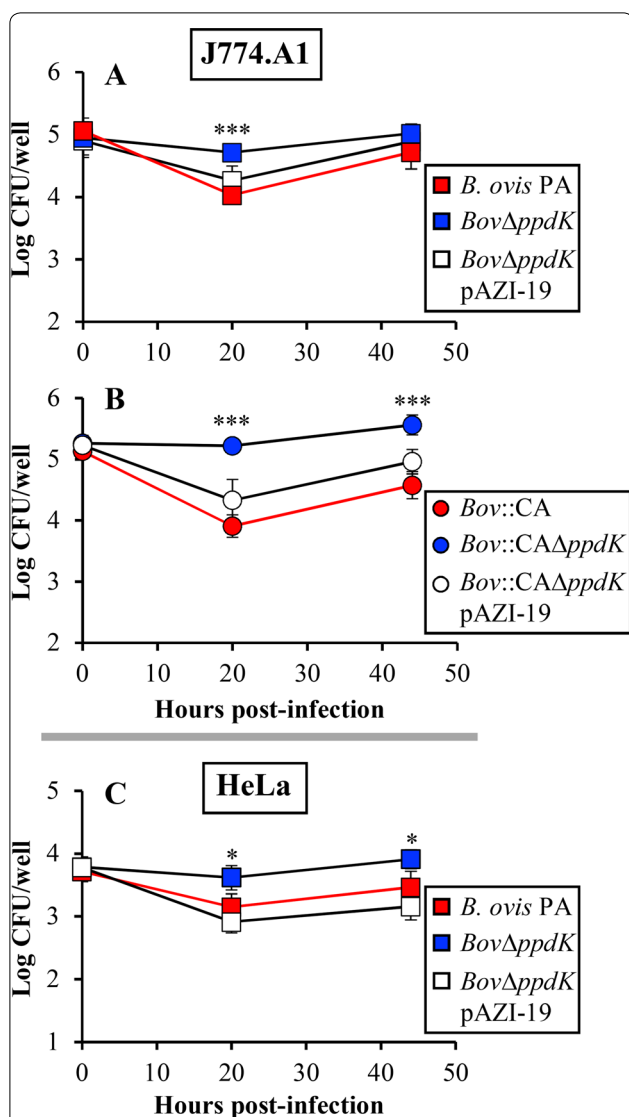 J774.A1
A
6
5
4
3
2
Log CFU/well
***
0 10 20 30 40 50
B. ovis PA
BovΔppdK
BovΔppdK
pAZI-19
B
6
5
4
3
2
Log CFU/well
*** ***
0 10 20 30 40 50
Hours post-infection
Bov::CA
Bov::CAΔppdK
Bov::CAΔppdK
pAZI-19
C
HeLa
5
4
3
2
1
Log CFU/well
* *
0 10 20 30 40 50
Hours post-infection
B. ovis PA
BovΔppdK
BovΔppdK
pAZI-19